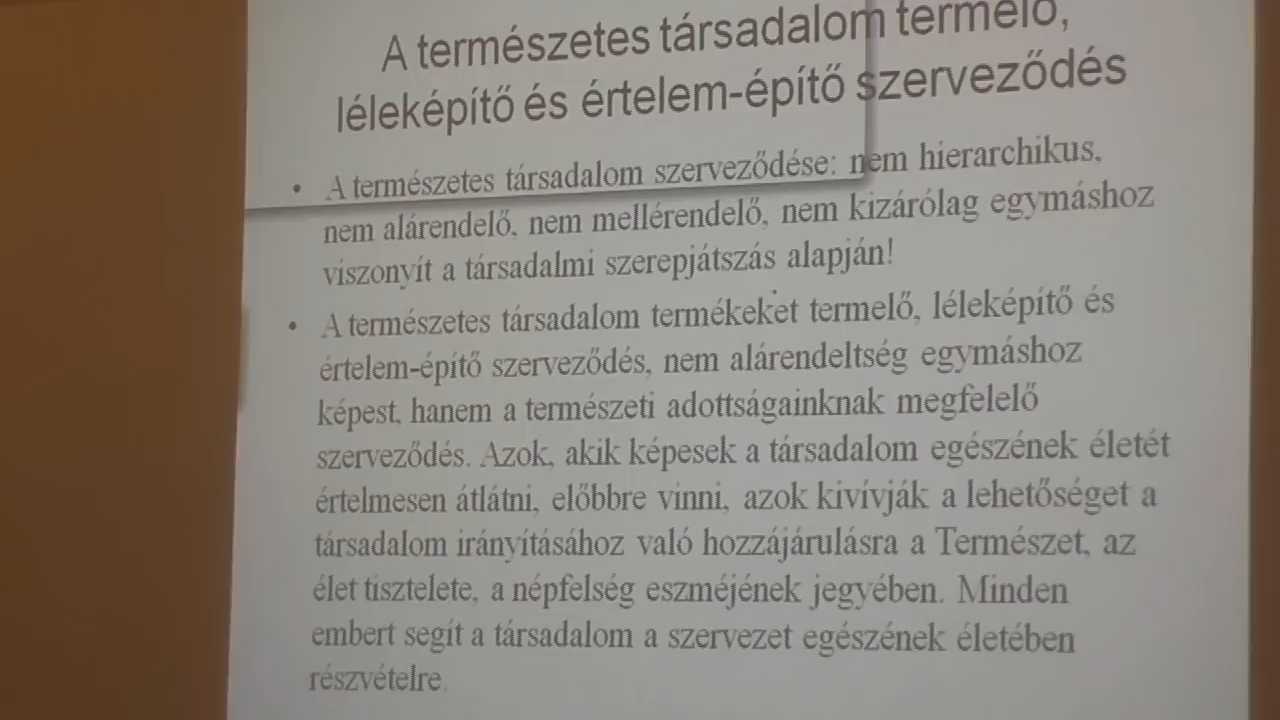 A természetes társadalom termelő,
léleképítő és értelem-építő szerveződés
• A természetes társadalom szerveződése: nem hierarchikus,
nem alárendelő, nem mellérendelő, nem kizárólag egymáshoz
viszonyít a társadalmi szerepjátszás alapján!
• A természetes társadalom termékeket termelő, léleképítő és
értelem-építő szerveződés, nem alárendeltség egymáshoz
képest, hanem a természeti adottságainknak megfelelő
szerveződés. Azok, akik képesek a társadalom egészének életét
értelmesen átlátni, előbbre vinni, azok kivívják a lehetőséget a
társadalom irányításához való hozzájárulásra a Természet, az
élet tisztelete, a népfelség eszméjének jegyében. Minden
embert segít a társadalom a szervezet egészének életében
részvételre.